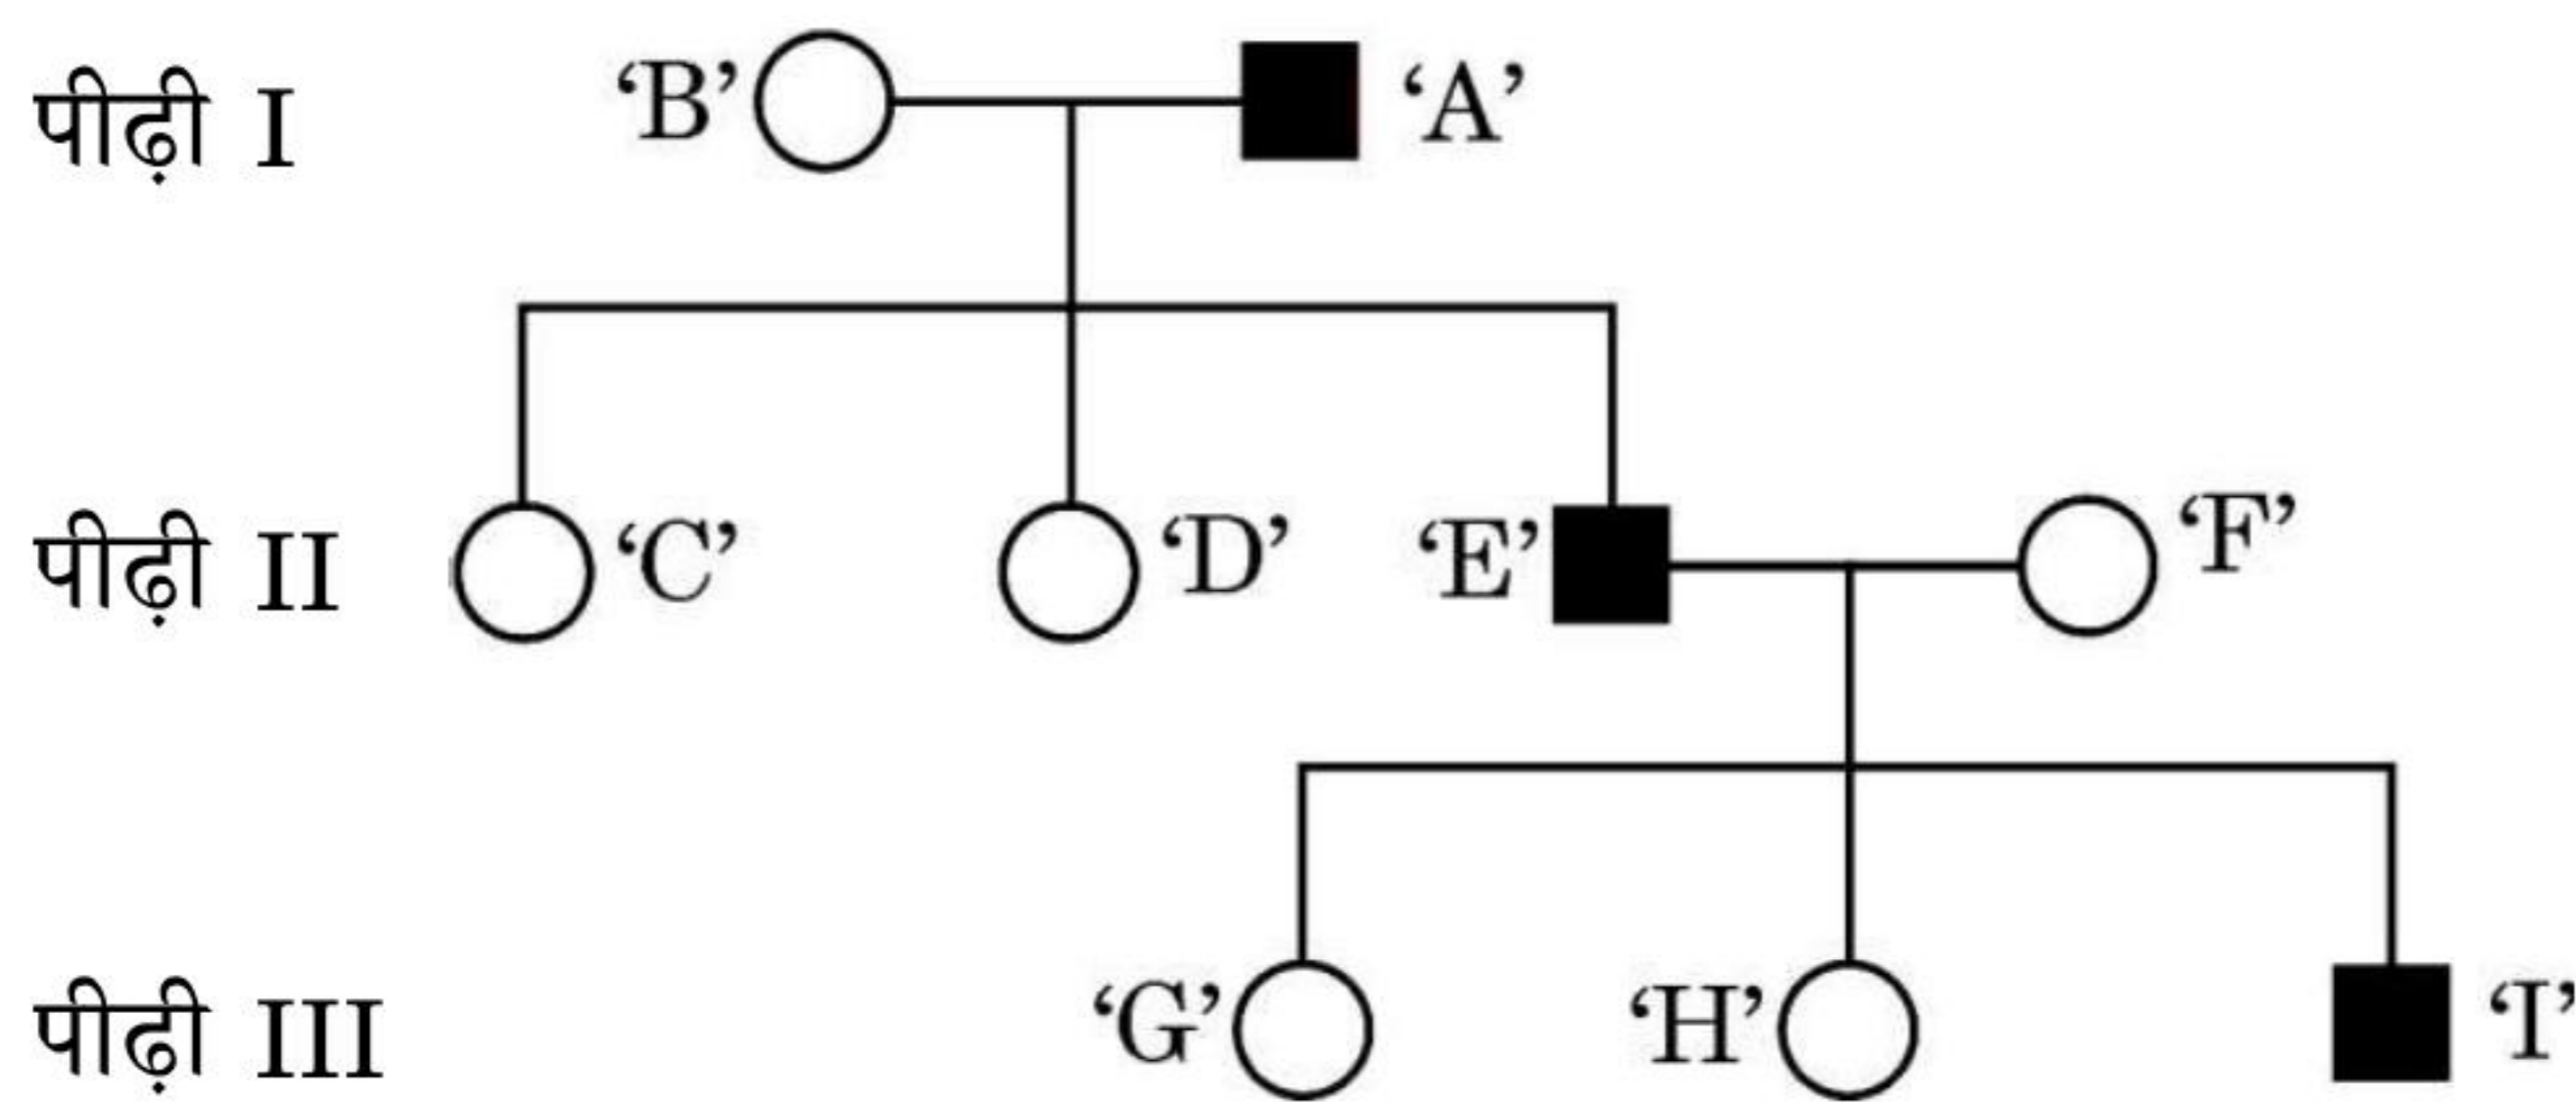 पीढ़ी I ‘B’ ‘A’
पीढ़ी II ‘C’ ‘D’ ‘E’ ‘F’
पीढ़ी III ‘G’ ‘H’ ‘I’